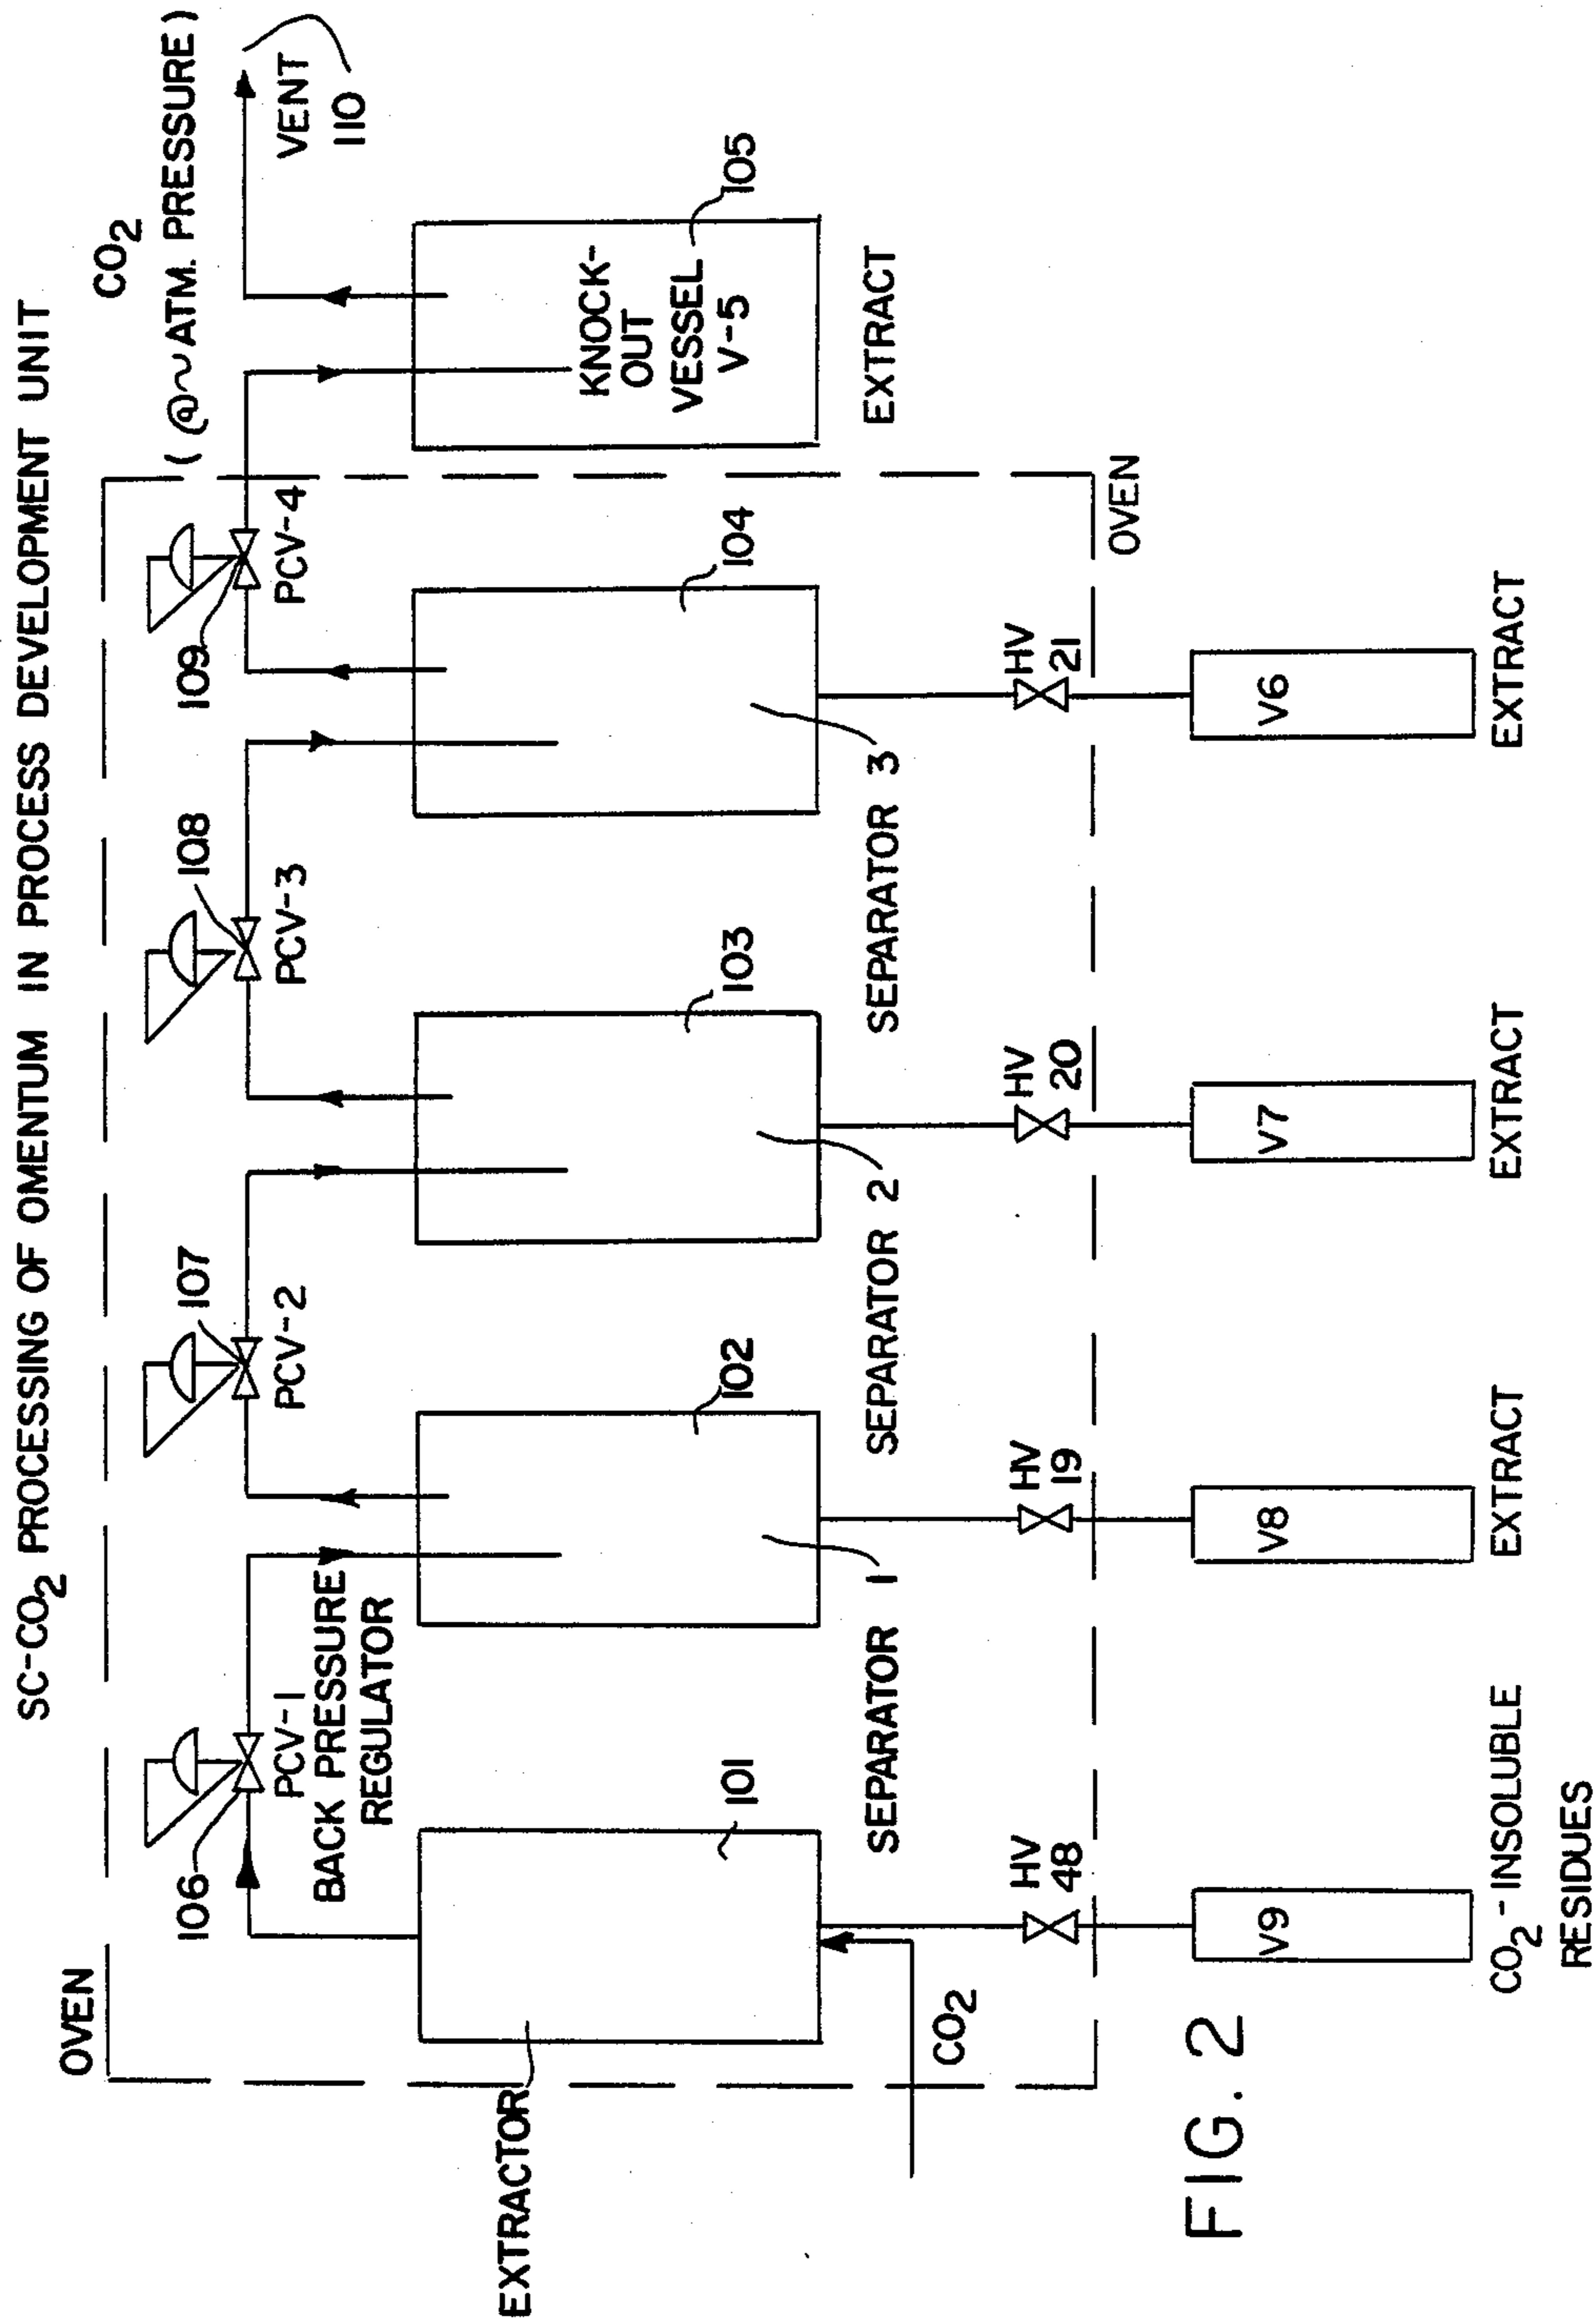 SC-CO2 PROCESSING OF OMENTUM IN PROCESS DEVELOPMENT UNIT
OVEN
CO2
(@~ATM. PRESSURE)
VENT
110
106
107
108
109
PCV-1
BACK PRESSURE
REGULATOR
PCV-2
PCV-3
PCV-4
EXTRACTOR
101
102
103
104
105
KNOCK-
OUT
VESSEL
V-5
SEPARATOR 1
SEPARATOR 2
SEPARATOR 3
EXTRACT
CO2
HV
48
HV
19
HV
20
HV
21
OVEN
V9
V8
V7
V6
CO2-INSOLUBLE
RESIDUES
EXTRACT
EXTRACT
EXTRACT
FIG. 2